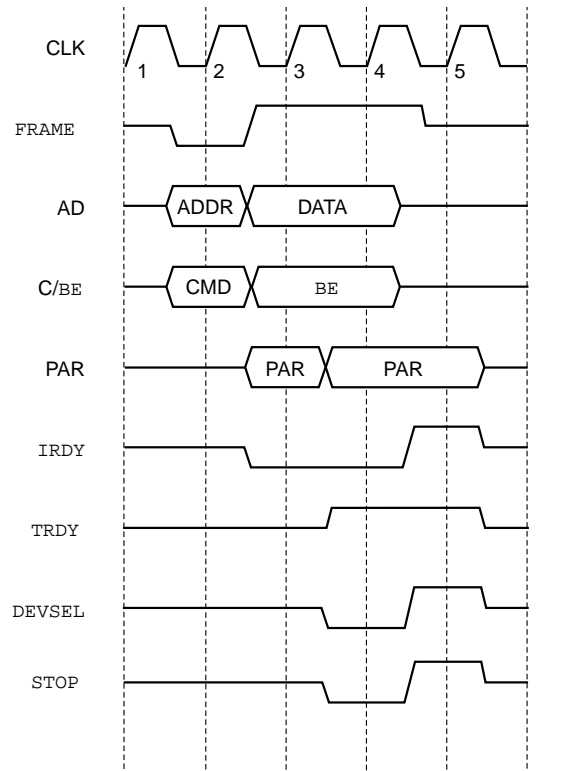 CLK
1 2 3 4 5
FRAME
AD ADDR DATA
C/BE CMD BE
PAR PAR PAR
IRDY
TRDY
DEVSEL
STOP